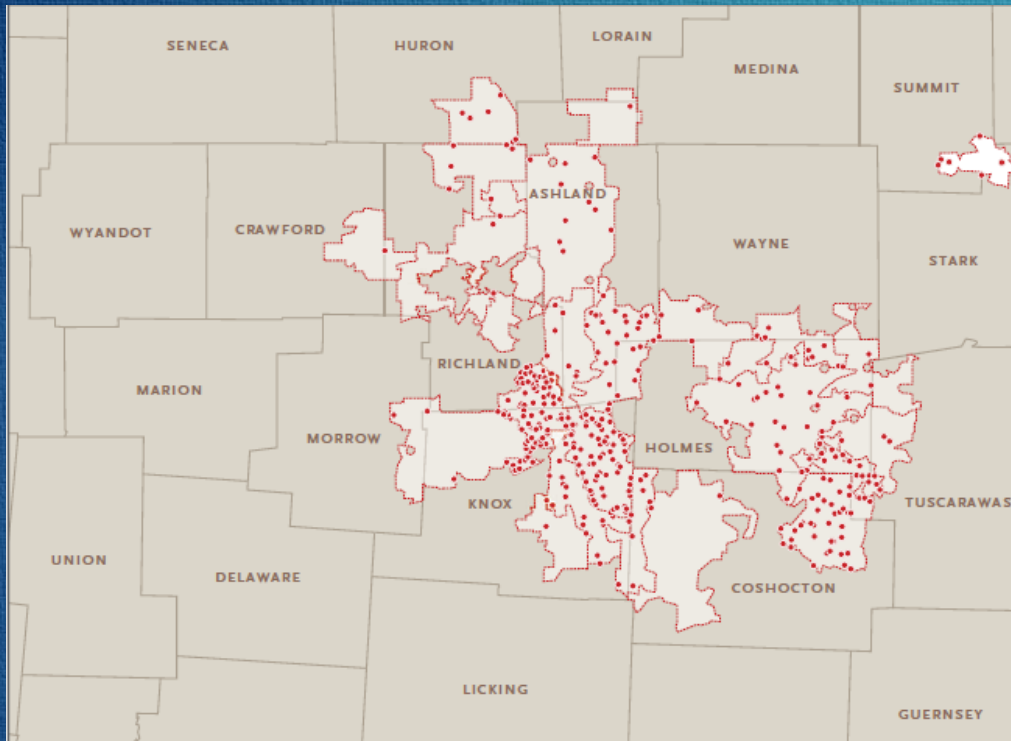 LORAIN
SENECA
HURON
MEDINA
SUMMIT
ASHLAND
WYANDOT
CRAWFORD
WAYNE
STARK
RICHLAND
MARION
MORROW
HOLMES
KNOX
TUSCARAWAS
UNION
DELAWARE
COSHOCTON
LICKING
GUERNSEY